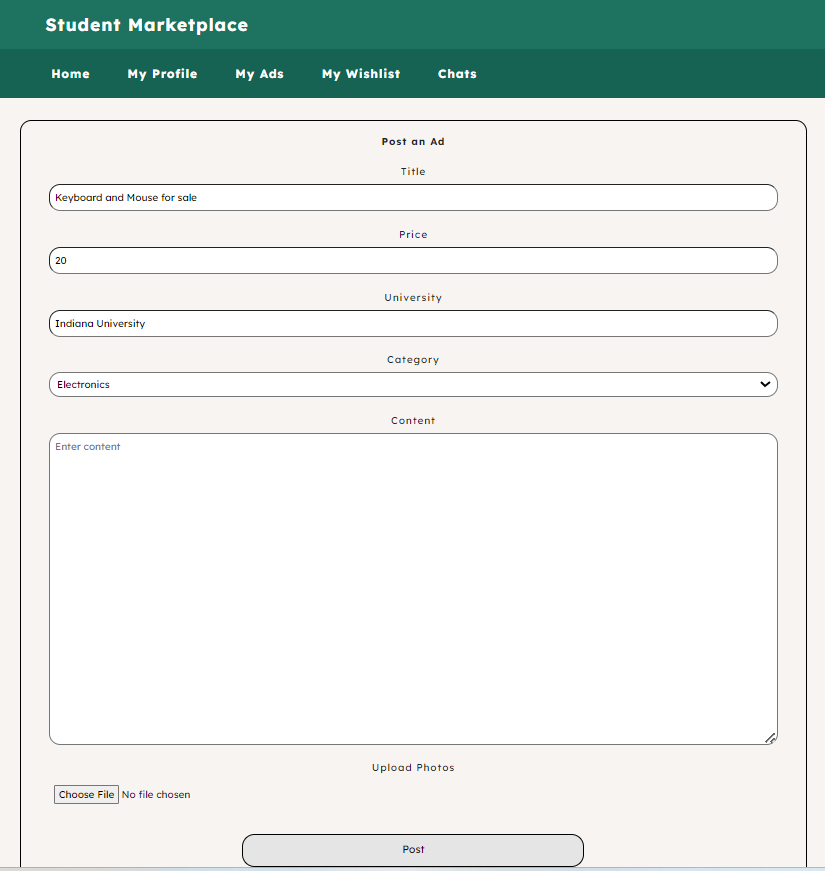 Student Marketplace
Home My Profile My Ads My Wishlist Chats
Post an Ad
Title
Keyboard and Mouse for sale
Price
20
University
Indiana University
Category
Electronics
Content
Enter content
Upload Photos
Choose File No file chosen
Post